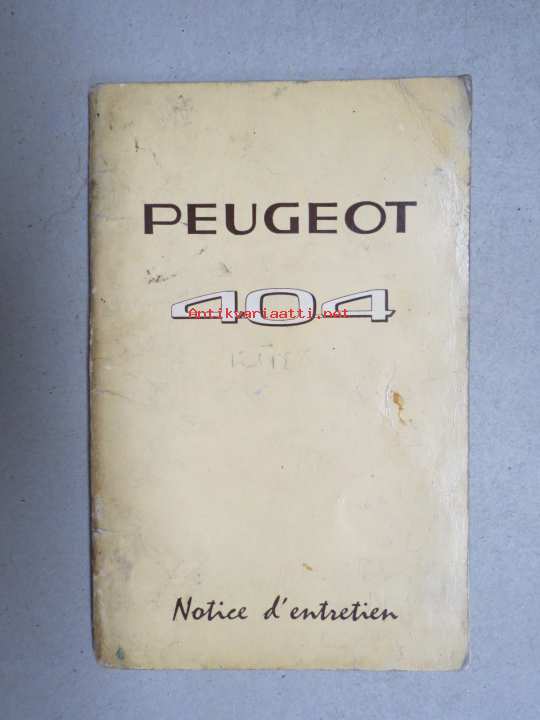 PEUGEOT
404
Antikvariaatti.net
Notice d'entretien